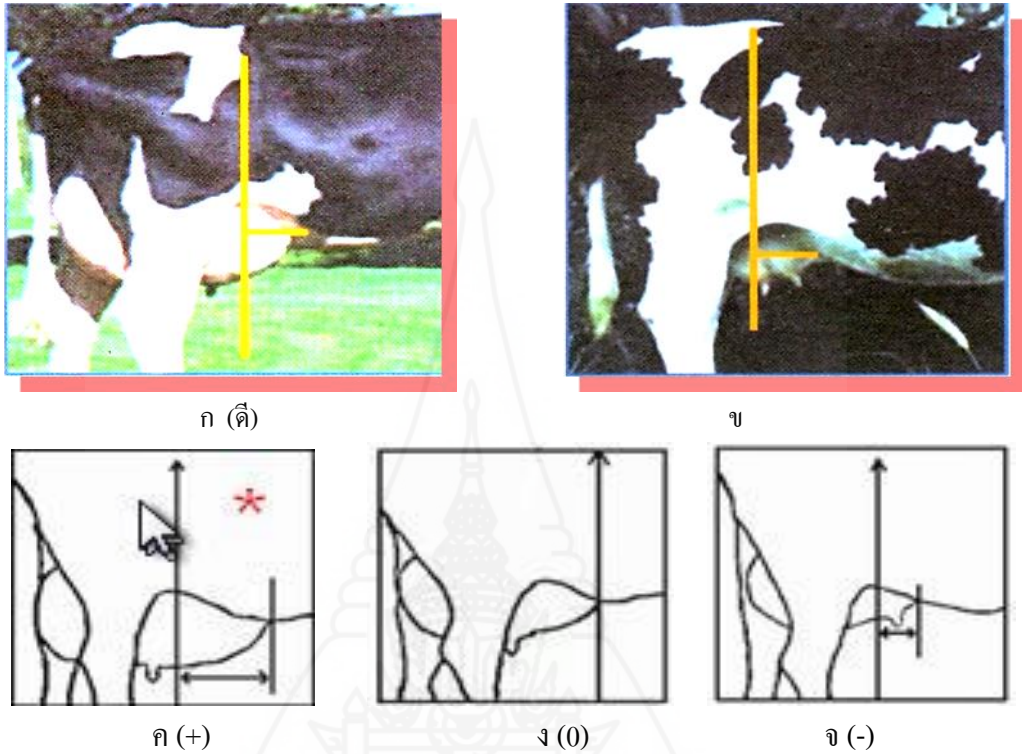 ก (ดี) ข
*
ค (+) ง (0) จ (-)